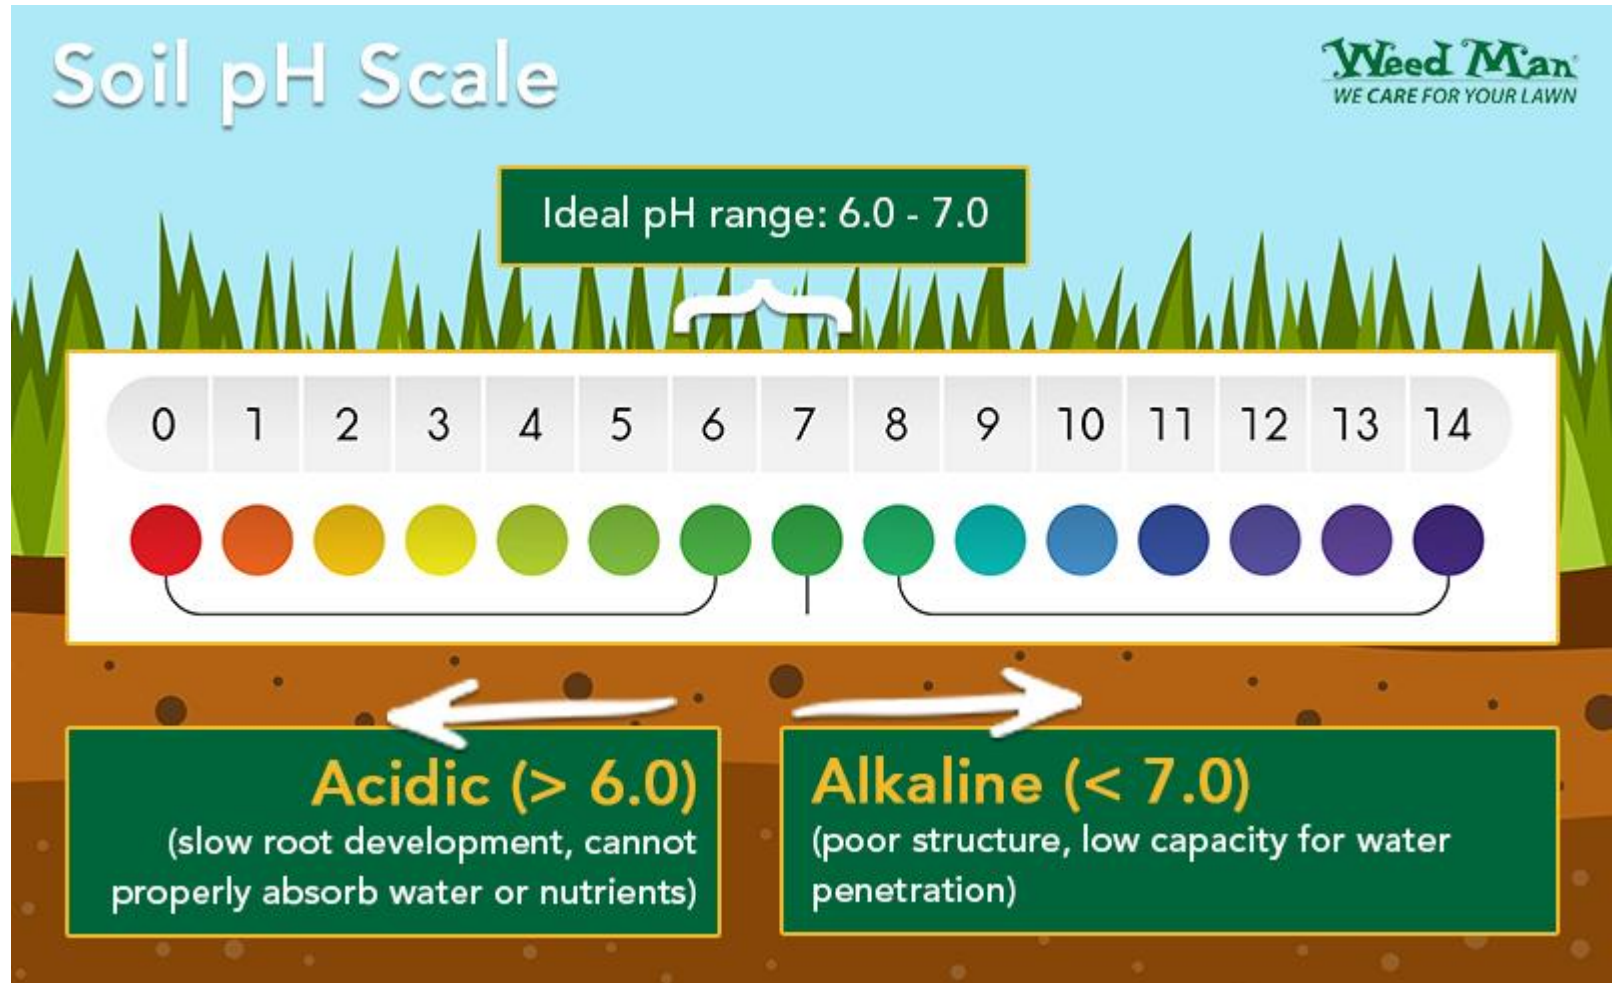 Soil pH Scale
Weed Man
WE CARE FOR YOUR LAWN
Ideal pH range: 6.0 - 7.0
0 1 2 3 4 5 6 7 8 9 10 11 12 13 14
Acidic (> 6.0)
(slow root development, cannot
properly absorb water or nutrients)
Alkaline (< 7.0)
(poor structure, low capacity for water
penetration)